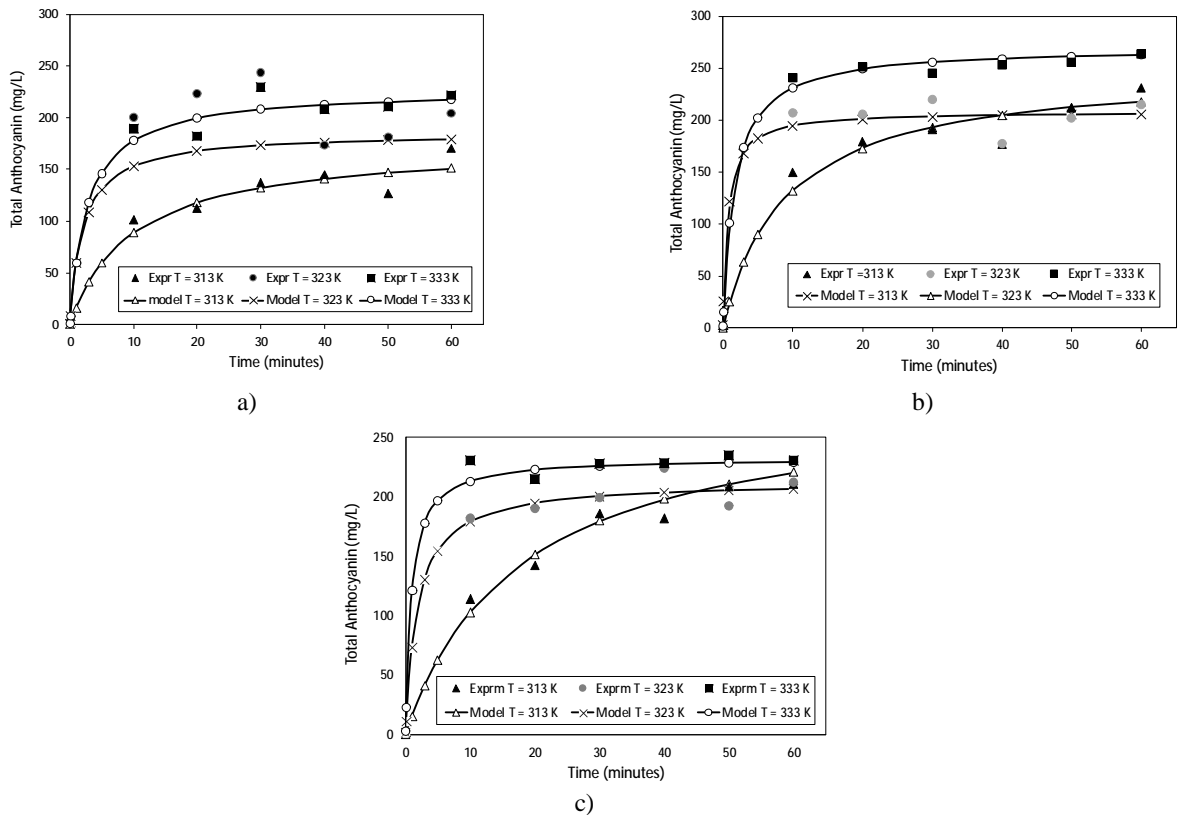 300
250
200
150
100
50
0
Total Anthocyanin (mg/L)
Expr T = 313 K Expr T = 323 K Expr T = 333 K
model T = 313 K Model T = 323 K Model T = 333 K
0 10 20 30 40 50 60
Time (minutes)
a)
300
250
200
150
100
50
0
Total Anthocyanin (mg/L)
Expr T =313 K Expr T = 323 K Expr T = 333 K
Model T = 313 K Model T = 323 K Model T = 333 K
0 10 20 30 40 50 60
Time (minutes)
b)
250
200
150
100
50
0
Total Anthocyanin (mg/L)
Exprm T = 313 K Exprm T = 323 K Exprm T = 333 K
Model T = 313 K Model T = 323 K Model T = 333 K
0 10 20 30 40 50 60
Time (minutes)
c)